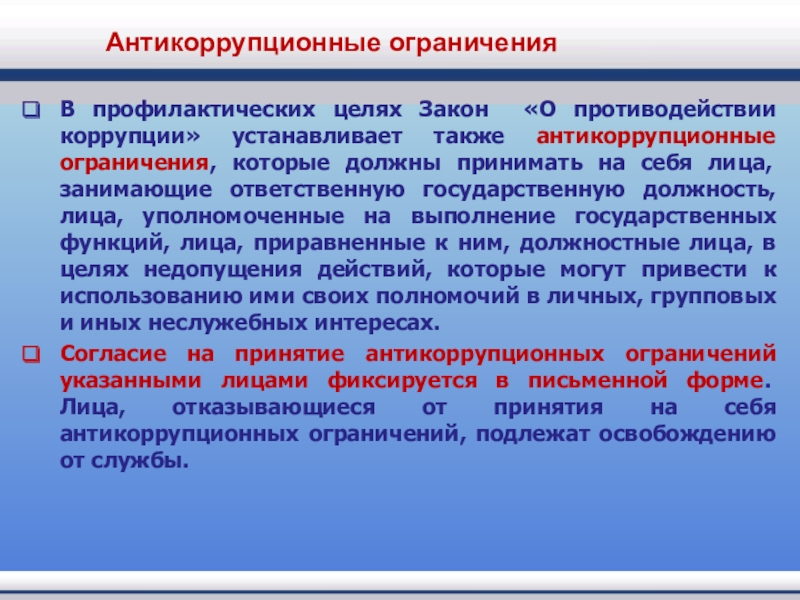 Антикоррупционные ограничения
В профилактических целях Закон «О противодействии
коррупции» устанавливает также антикоррупционные
ограничения, которые должны принимать на себя лица,
занимающие ответственную государственную должность,
лица, уполномоченные на выполнение государственных
функций, лица, приравненные к ним, должностные лица, в
целях недопущения действий, которые могут привести к
использованию ими своих полномочий в личных, групповых
и иных неслужебных интересах.
Согласие на принятие антикоррупционных ограничений
указанными лицами фиксируется в письменной форме.
Лица, отказывающиеся от принятия на себя
антикоррупционных ограничений, подлежат освобождению
от службы.